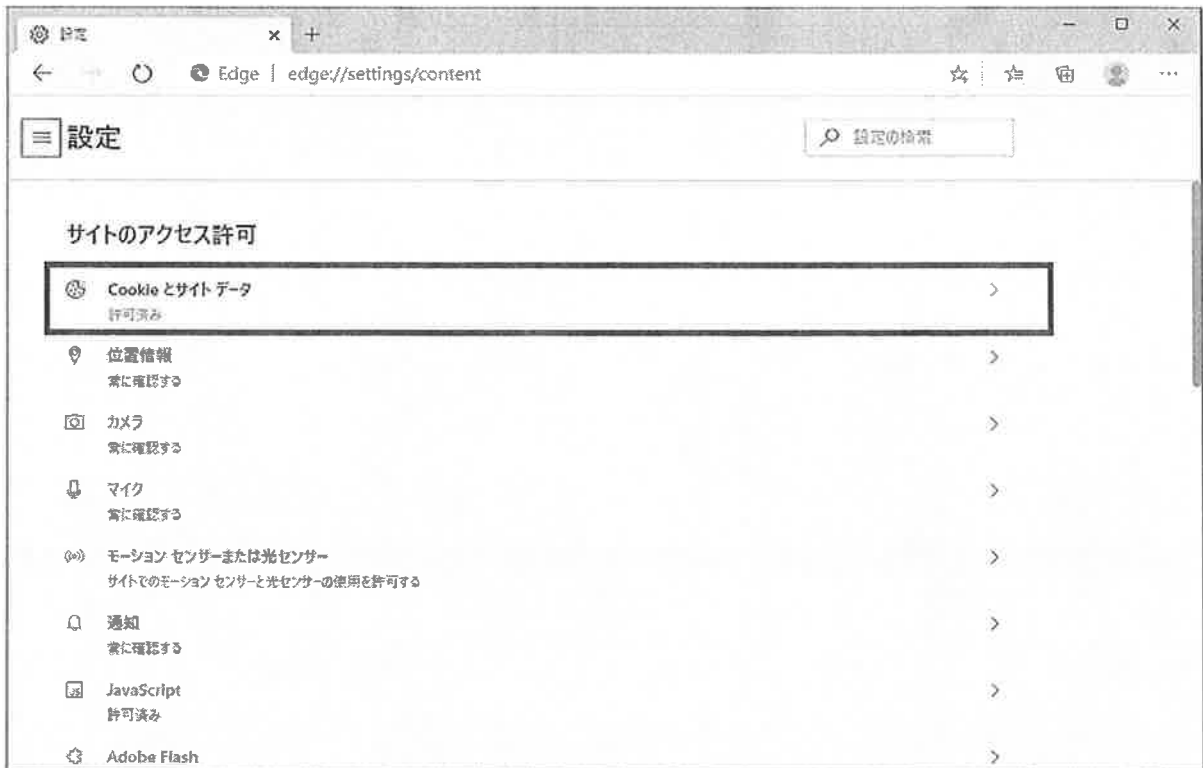 設定
Edge | edge://settings/content
設定
設定の検索
サイトのアクセス許可
Cookie とサイト データ
許可済み
位置情報
常に確認する
カメラ
常に確認する
マイク
常に確認する
モーション センサーまたは光センサー
サイトでのモーション センサーと光センサーの使用を許可する
通知
常に確認する
JavaScript
許可済み
Adobe Flash